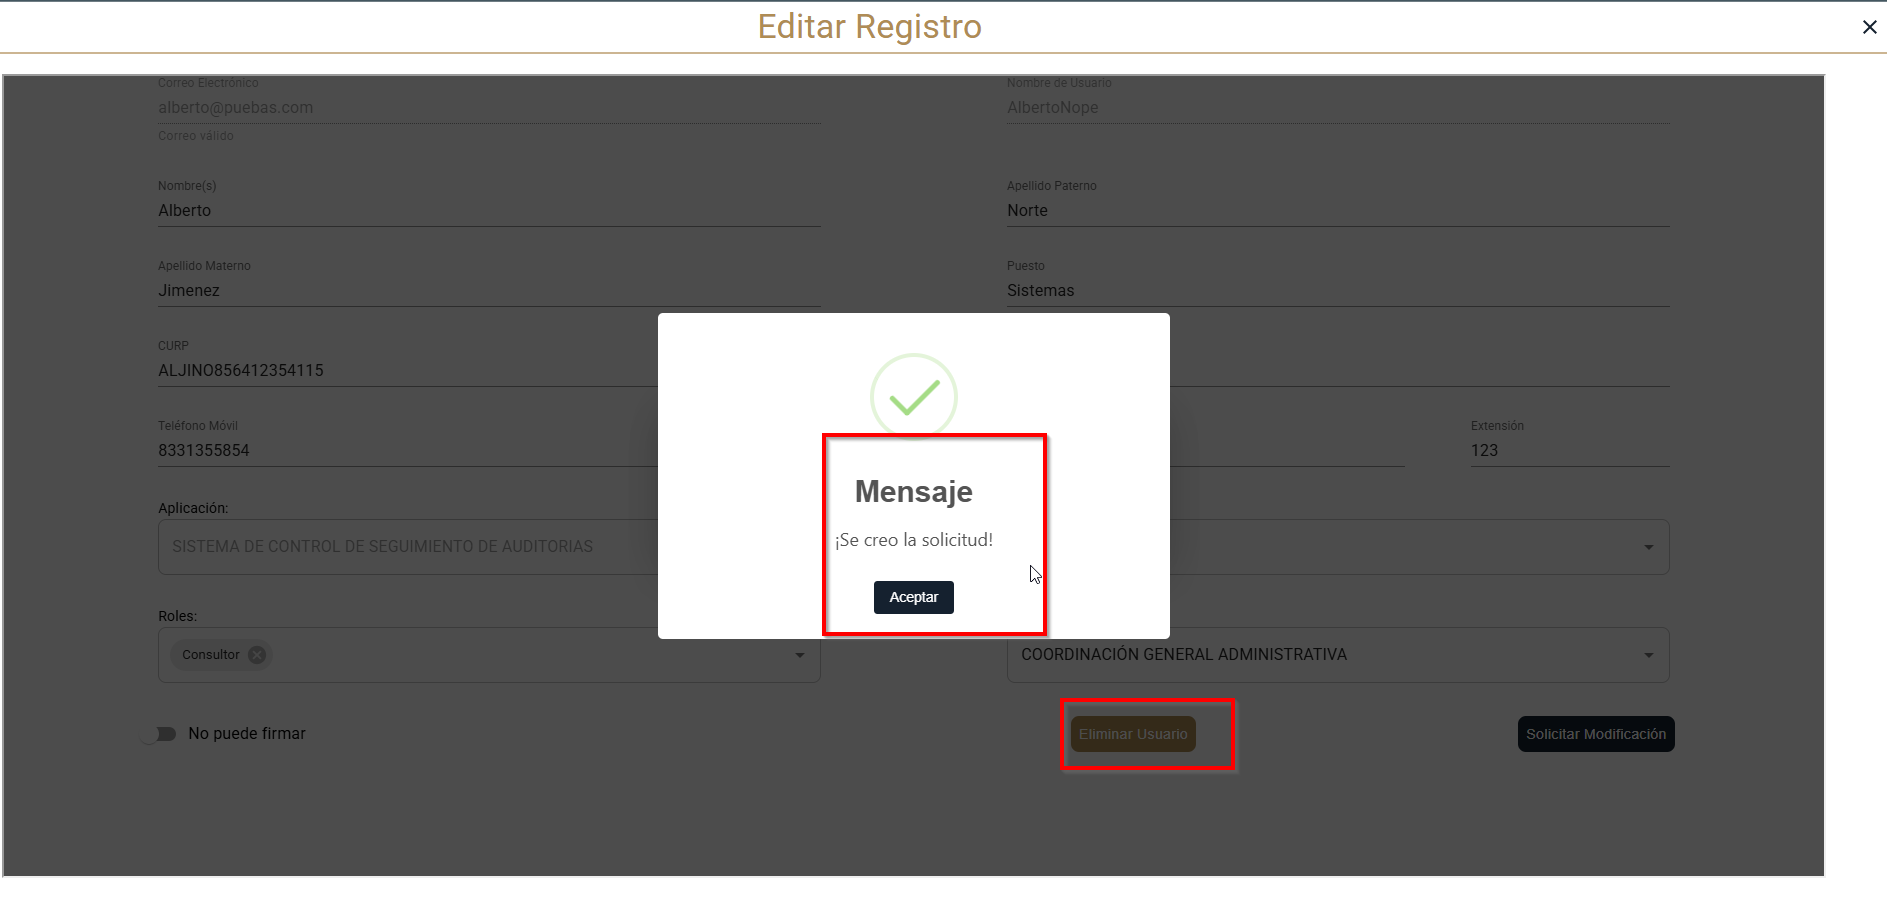 Editar Registro
Correo Electrónico
alberto@puebas.com
Correo válido
Nombre de Usuario
AlbertoNope
Nombre(s)
Alberto
Apellido Paterno
Norte
Apellido Materno
Jimenez
Puesto
Sistemas
CURP
ALJINO856412354115
Teléfono Móvil
8331355854
Extensión
123
Mensaje
¡Se creo la solicitud!
Aceptar
Aplicación:
SISTEMA DE CONTROL DE SEGUIMIENTO DE AUDITORIAS
Roles:
Consultor
COORDINACIÓN GENERAL ADMINISTRATIVA
No puede firmar
Eliminar Usuario
Solicitar Modificación